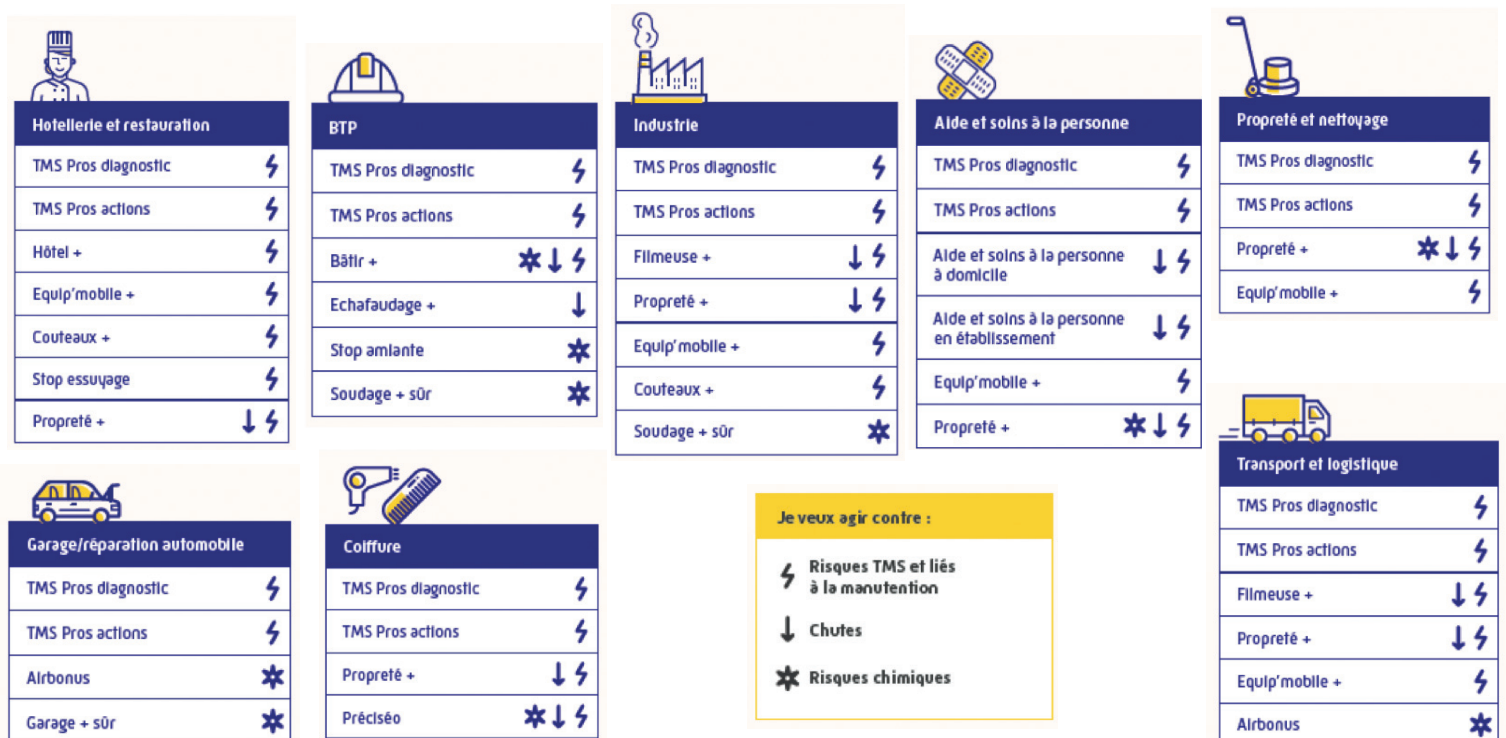 Hotellerie et restauration
TMS Pros diagnostic
TMS Pros actions
Hôtel +
Equip'mobile +
Couteaux +
Stop essuyage
Propreté +
BTP
TMS Pros diagnostic
TMS Pros actions
Bâtir +
Echafaudage +
Stop amiante
Soudage + sûr
Industrie
TMS Pros diagnostic
TMS Pros actions
Filmeuse +
Propreté +
Equip'mobile +
Couteaux +
Soudage + sûr
Aide et soins à la personne
TMS Pros diagnostic
TMS Pros actions
Aide et soins à la personne
à domicile
Aide et soins à la personne
en établissement
Equip'mobile +
Propreté +
Propreté et nettoyage
TMS Pros diagnostic
TMS Pros actions
Propreté +
Equip'mobile +
Garage/réparation automobile
TMS Pros diagnostic
TMS Pros actions
Airbonus
Garage + sûr
Coiffure
TMS Pros diagnostic
TMS Pros actions
Propreté +
Préciséo
Je veux agir contre :
Risques TMS et liés
à la manutention
Chutes
Risques chimiques
Transport et logistique
TMS Pros diagnostic
TMS Pros actions
Filmeuse +
Propreté +
Equip'mobile +
Airbonus